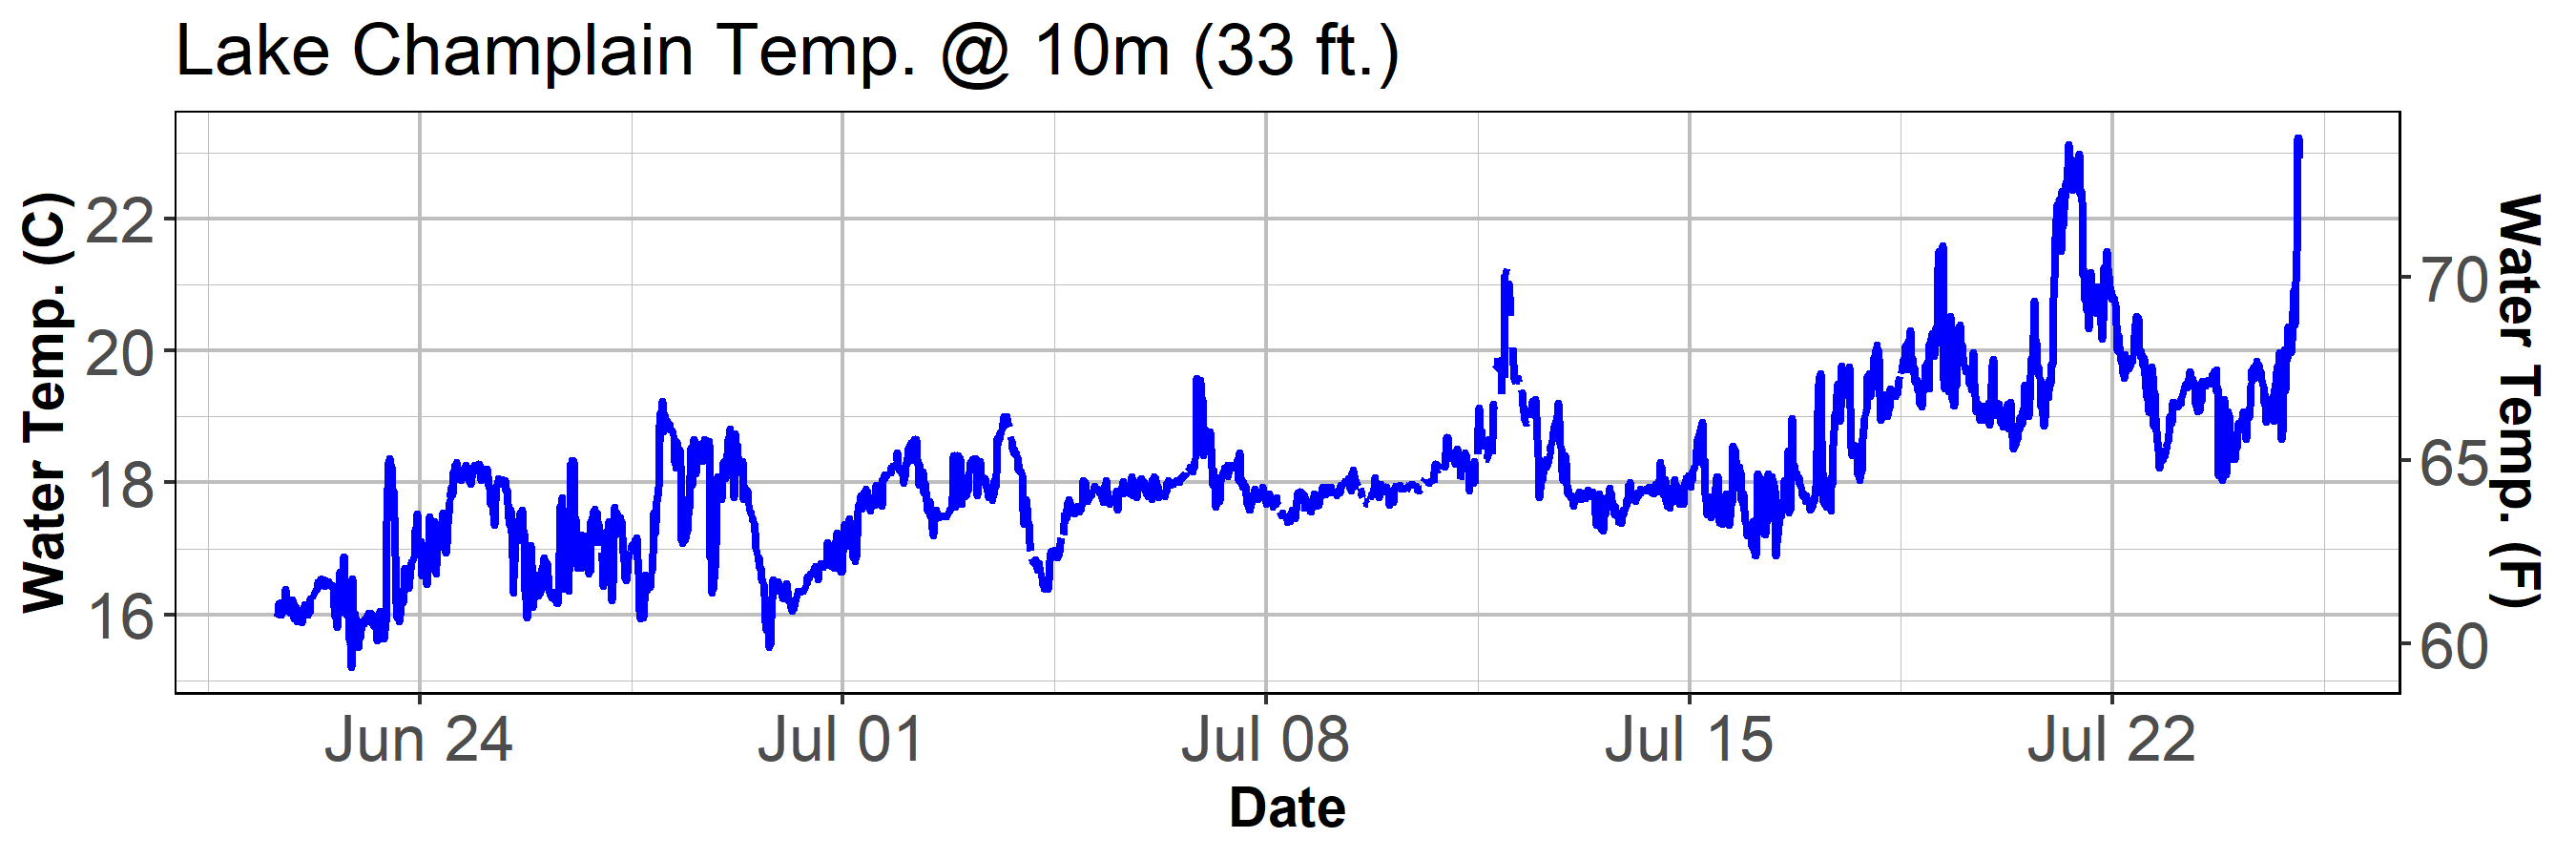 Lake Champlain Temp. @ 10m (33 ft.)
Water Temp. (C)
22
20
18
16
70
65
60
Water Temp. (F)
Jun 24 Jul 01 Jul 08 Jul 15 Jul 22
Date